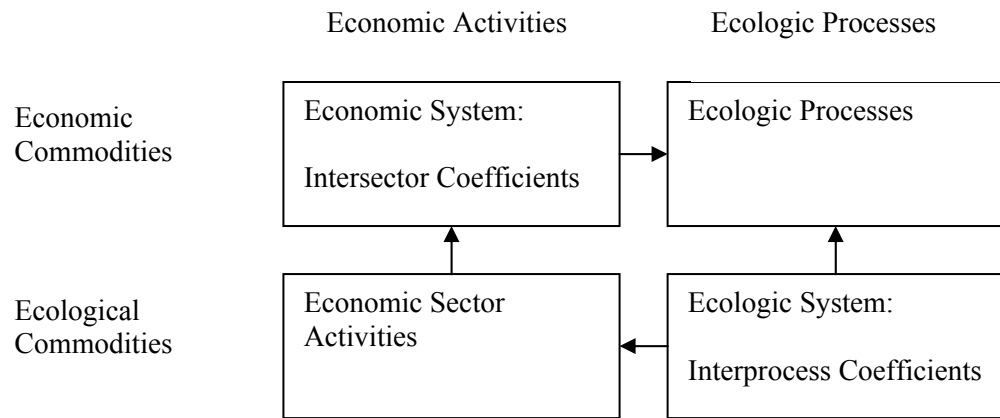 Economic Activities
Ecologic Processes
Economic
Commodities
Economic System:
Intersector Coefficients
Ecologic Processes
Ecological
Commodities
Economic Sector
Activities
Ecologic System:
Interprocess Coefficients